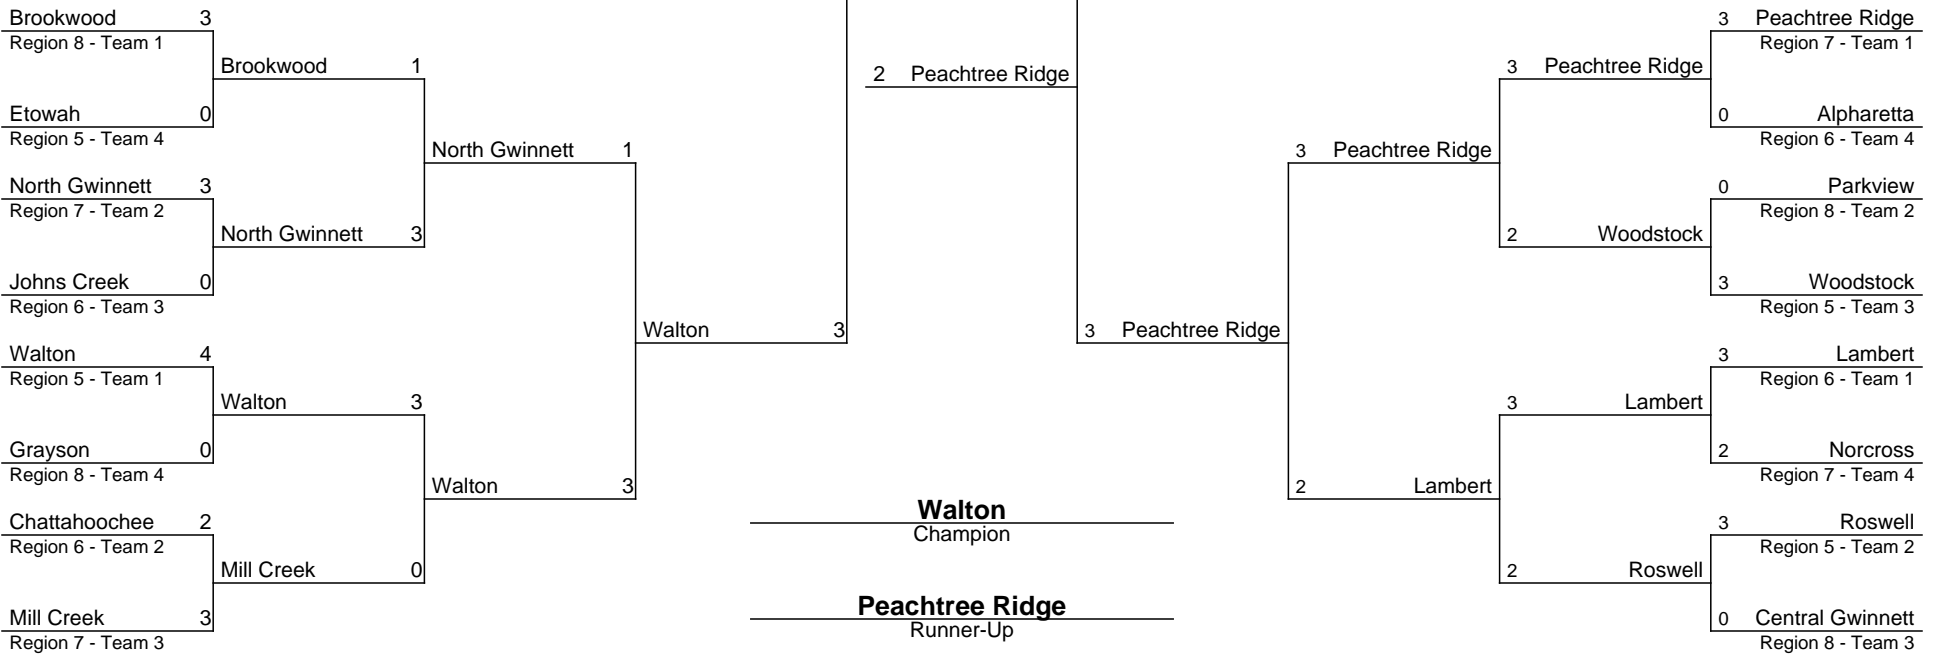 Brookwood 3
Region 8 - Team 1
Brookwood 1
Etowah 0
Region 5 - Team 4
North Gwinnett 1
North Gwinnett 3
Region 7 - Team 2
North Gwinnett 3
Johns Creek 0
Region 6 - Team 3
Walton 3
Walton 4
Region 5 - Team 1
Walton 3
Grayson 0
Region 8 - Team 4
Walton 3
Chattahoochee 2
Region 6 - Team 2
Mill Creek 0
Mill Creek 3
Region 7 - Team 3
2 Peachtree Ridge
Walton
Champion
Peachtree Ridge
Runner-Up
3 Peachtree Ridge
Region 7 - Team 1
3 Peachtree Ridge
0 Alpharetta
Region 6 - Team 4
3 Peachtree Ridge
0 Parkview
Region 8 - Team 2
2 Woodstock
3 Woodstock
Region 5 - Team 3
3 Peachtree Ridge
3 Lambert
Region 6 - Team 1
3 Lambert
2 Norcross
Region 7 - Team 4
2 Lambert
3 Roswell
Region 5 - Team 2
2 Roswell
0 Central Gwinnett
Region 8 - Team 3